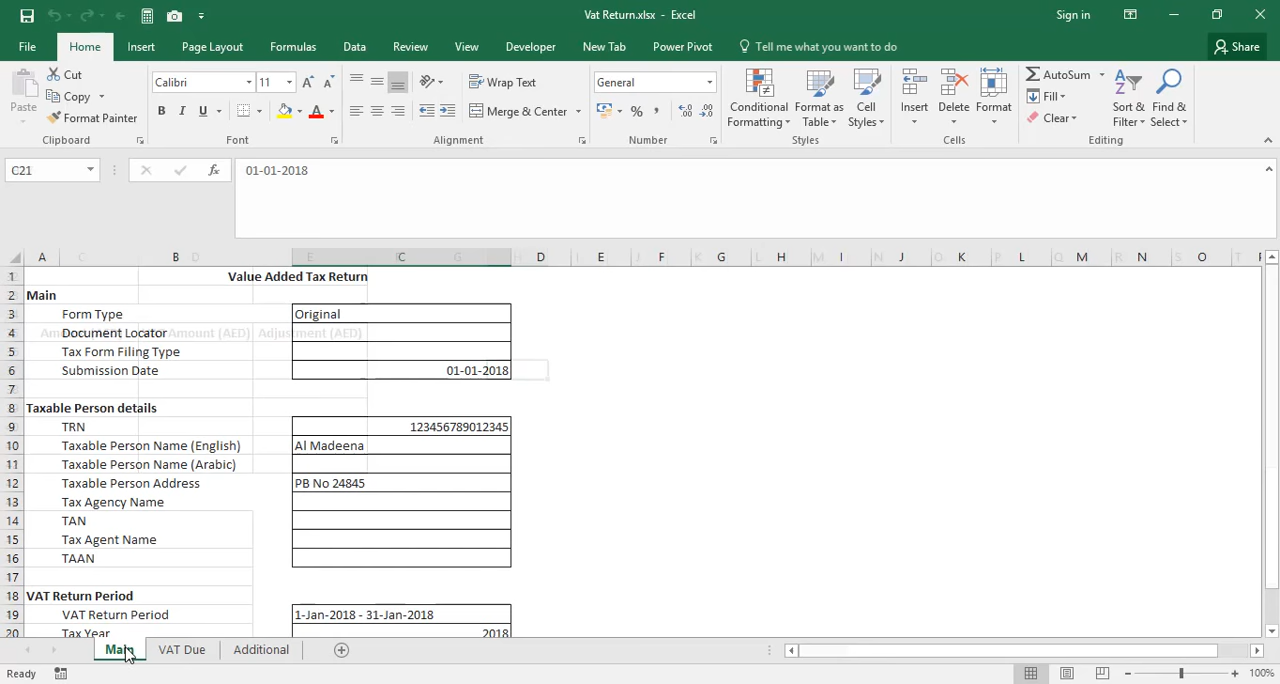 Vat Return.xlsx - Excel
Sign in
File Home Insert Page Layout Formulas Data Review View Developer New Tab Power Pivot Tell me what you want to do Share
Paste
Cut
Copy
Format Painter
Clipboard
Calibri 11
B I U
Font
Wrap Text
Merge & Center
Alignment
General
Number
Conditional Formatting
Format as Table
Cell Styles
Styles
Insert Delete Format
Cells
AutoSum
Fill
Clear
Sort & Filter
Find & Select
Editing
C21
fx
01-01-2018
A B C D E F G H I J K L M N O
1 Value Added Tax Return
2 Main
3 Form Type Original
4 Document Locator
Amount (AED) Adjustment (AED)
5 Tax Form Filing Type
6 Submission Date 01-01-2018
7
8 Taxable Person details
9 TRN 123456789012345
10 Taxable Person Name (English) Al Madeena
11 Taxable Person Name (Arabic)
12 Taxable Person Address PB No 24845
13 Tax Agency Name
14 TAN
15 Tax Agent Name
16 TAAN
17
18 VAT Return Period
19 VAT Return Period 1-Jan-2018 - 31-Jan-2018
20 Tax Year 2018
Main VAT Due Additional
Ready
100%